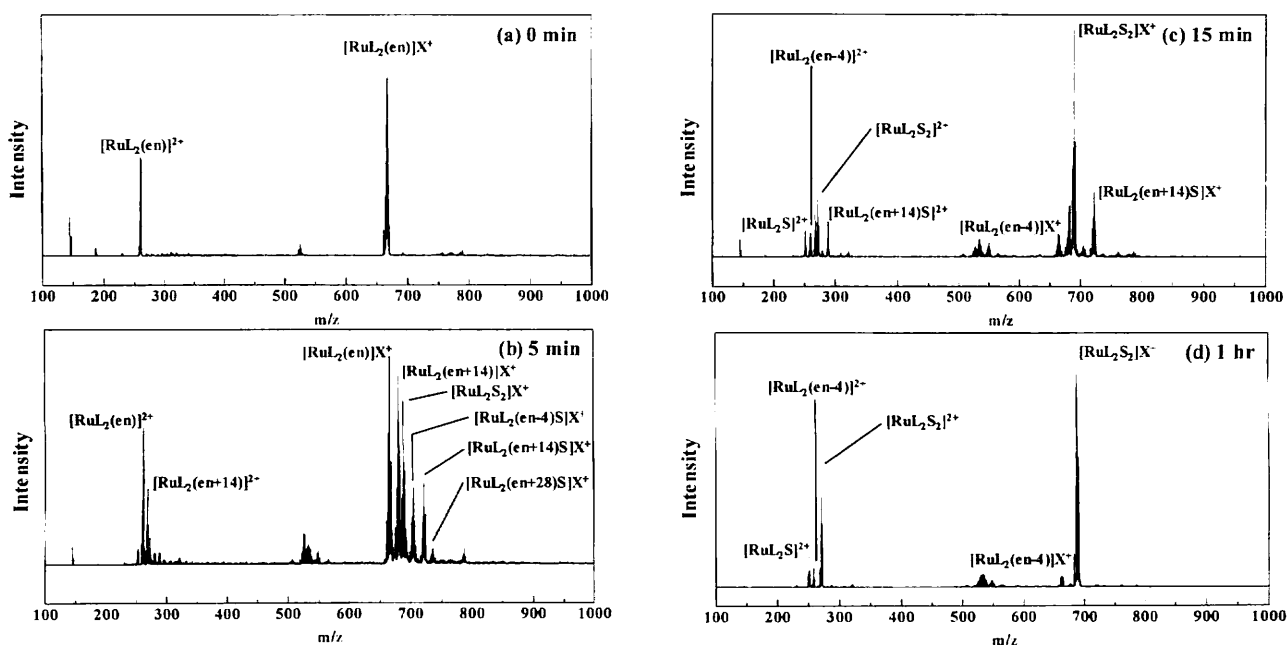 (a) 0 min
[RuL₂(en)]X⁺
[RuL₂(en)]²⁺
Intensity
100 200 300 400 500 600 700 800 900 1000
m/z
(b) 5 min
[RuL₂(en)]X⁺
[RuL₂(en+14)]X⁺
[RuL₂S₂]X⁺
[RuL₂(en-4)S]X⁺
[RuL₂(en+14)S]X⁺
[RuL₂(en+28)S]X⁺
[RuL₂(en)]²⁺
[RuL₂(en+14)]²⁺
Intensity
100 200 300 400 500 600 700 800 900 1000
m/z
(c) 15 min
[RuL₂S₂]X⁺
[RuL₂(en-4)]²⁺
[RuL₂S₂]²⁺
[RuL₂S]²⁺
[RuL₂(en+14)S]²⁺
[RuL₂(en-4)]X⁺
[RuL₂(en+14)S]X⁺
Intensity
100 200 300 400 500 600 700 800 900 1000
m/z
(d) 1 hr
[RuL₂S₂]X⁺
[RuL₂(en-4)]²⁺
[RuL₂S₂]²⁺
[RuL₂S]²⁺
[RuL₂(en-4)]X⁺
Intensity
100 200 300 400 500 600 700 800 900 1000
m/z